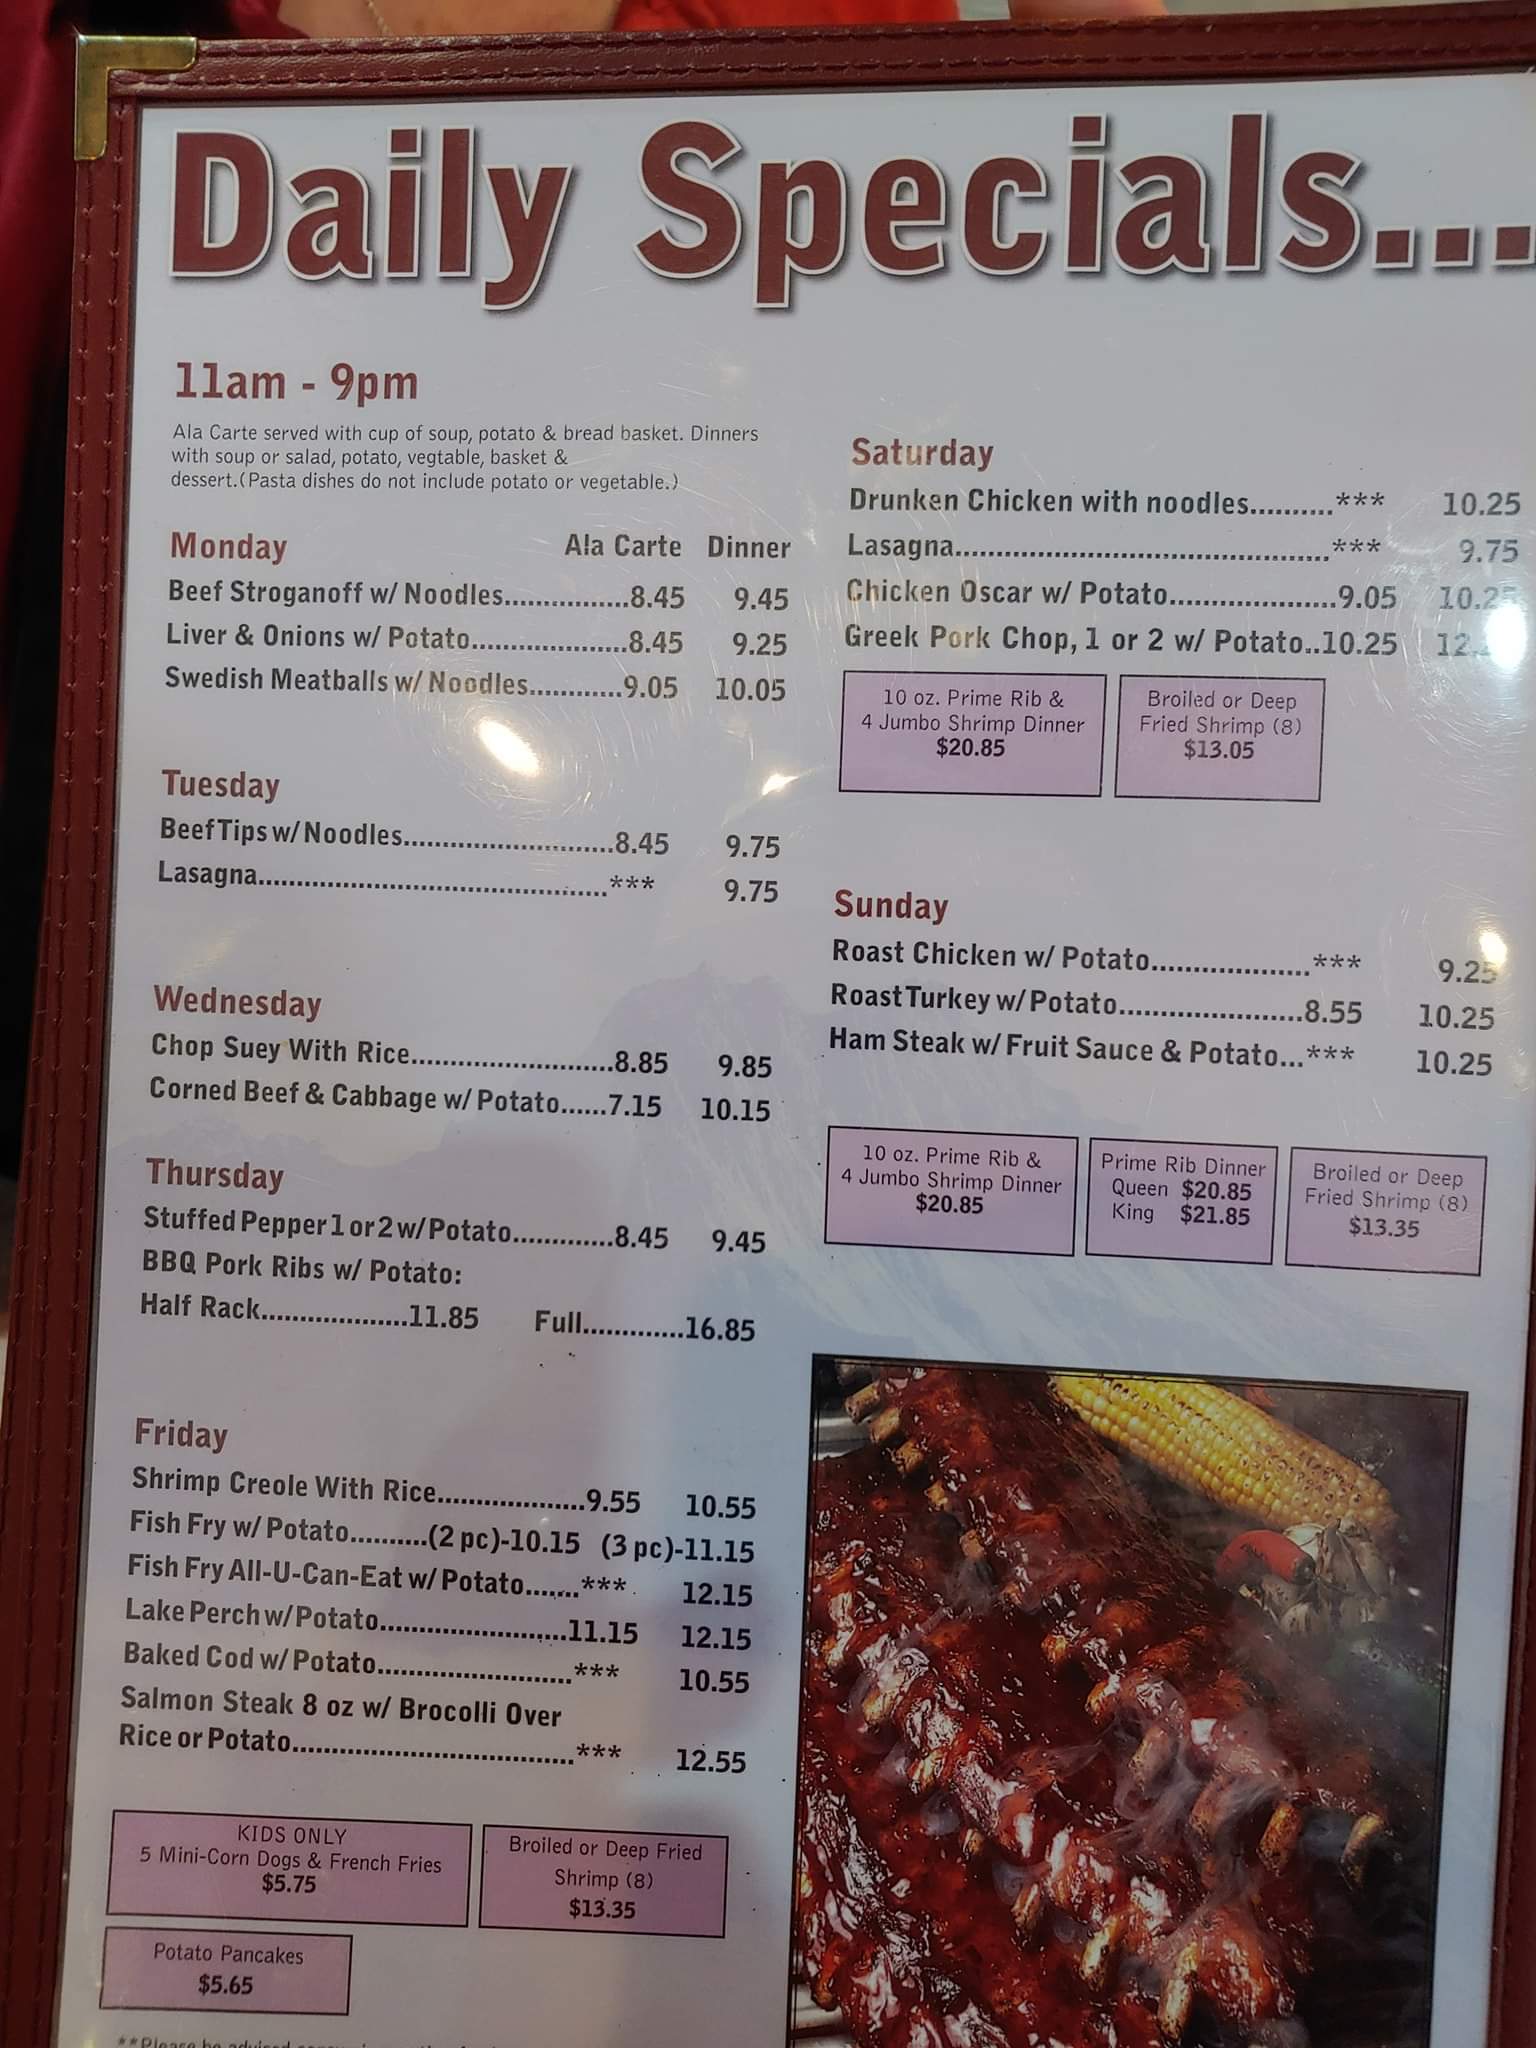 Daily Specials...
11am - 9pm
Ala Carte served with cup of soup, potato & bread basket. Dinners
with soup or salad, potato, vegtable, basket &
dessert.(Pasta dishes do not include potato or vegetable.)
Monday Ala Carte Dinner
Beef Stroganoff w/ Noodles................8.45 9.45
Liver & Onions w/ Potato....................8.45 9.25
Swedish Meatballs w/ Noodles............9.05 10.05
Tuesday
Beef Tips w/ Noodles...........................8.45 9.75
Lasagna.............................................*** 9.75
Wednesday
Chop Suey With Rice..........................8.85 9.85
Corned Beef & Cabbage w/ Potato......7.15 10.15
Thursday
Stuffed Pepper 1 or 2 w/ Potato.............8.45 9.45
BBQ Pork Ribs w/ Potato:
Half Rack...................11.85 Full.............16.85
Friday
Shrimp Creole With Rice...................9.55 10.55
Fish Fry w/ Potato..........(2 pc)-10.15 (3 pc)-11.15
Fish Fry All-U-Can-Eat w/ Potato.......*** 12.15
Lake Perch w/ Potato........................11.15 12.15
Baked Cod w/ Potato.........................*** 10.55
Salmon Steak 8 oz w/ Brocolli Over
Rice or Potato....................................*** 12.55
KIDS ONLY
5 Mini-Corn Dogs & French Fries
$5.75
Broiled or Deep Fried
Shrimp (8)
$13.35
Potato Pancakes
$5.65
**Please be advised
Saturday
Drunken Chicken with noodles..........*** 10.25
Lasagna................................................*** 9.75
Chicken Oscar w/ Potato.....................9.05 10.25
Greek Pork Chop, 1 or 2 w/ Potato..10.25
10 oz. Prime Rib &
4 Jumbo Shrimp Dinner
$20.85
Broiled or Deep
Fried Shrimp (8)
$13.05
Sunday
Roast Chicken w/ Potato....................*** 9.25
Roast Turkey w/ Potato.......................8.55 10.25
Ham Steak w/ Fruit Sauce & Potato...*** 10.25
10 oz. Prime Rib &
4 Jumbo Shrimp Dinner
$20.85
Prime Rib Dinner
Queen $20.85
King $21.85
Broiled or Deep
Fried Shrimp (8)
$13.35